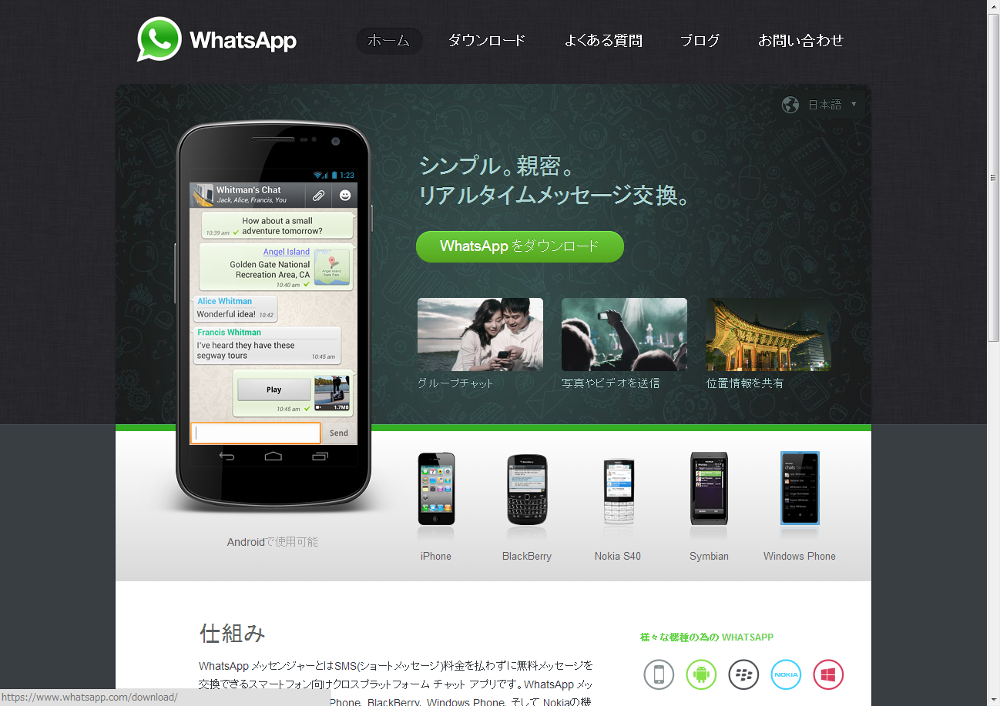 WhatsApp
ホーム
ダウンロード
よくある質問
ブログ
お問い合わせ
日本語
シンプル。親密。
リアルタイムメッセージ交換。
WhatsApp をダウンロード
1:23
Whitman's Chat
Jack, Alice, Francis, You
How about a small
adventure tomorrow?
10:39 am
Angel Island
Golden Gate National
Recreation Area, CA
10:40 am
Angel Island
State Park
Alice Whitman
Wonderful idea! 10:42
Francis Whitman
I've heard they have these
segway tours
10:45 am
Play
1.7MB
10:45 am
Send
グループチャット
写真やビデオを送信
位置情報を共有
Androidで使用可能
iPhone
BlackBerry
Nokia S40
Symbian
Windows Phone
仕組み
WhatsApp メッセンジャーとはSMS(ショートメッセージ)料金を払わずに無料メッセージを
交換できるスマートフォン向けクロスプラットフォーム チャット アプリです。WhatsApp メッ
Phone, BlackBerry, Windows Phone, そして Nokiaの機
様々な機種の為の WHATSAPP
NOKIA
https://www.whatsapp.com/download/